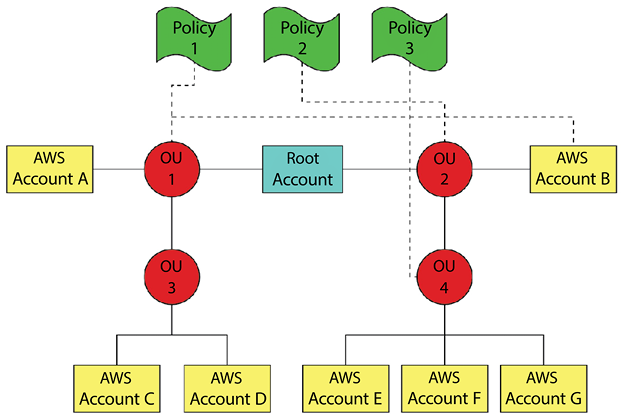 Policy
1
Policy
2
Policy
3
AWS
Account A
OU
1
Root
Account
OU
2
AWS
Account B
OU
3
OU
4
AWS
Account C
AWS
Account D
AWS
Account E
AWS
Account F
AWS
Account G